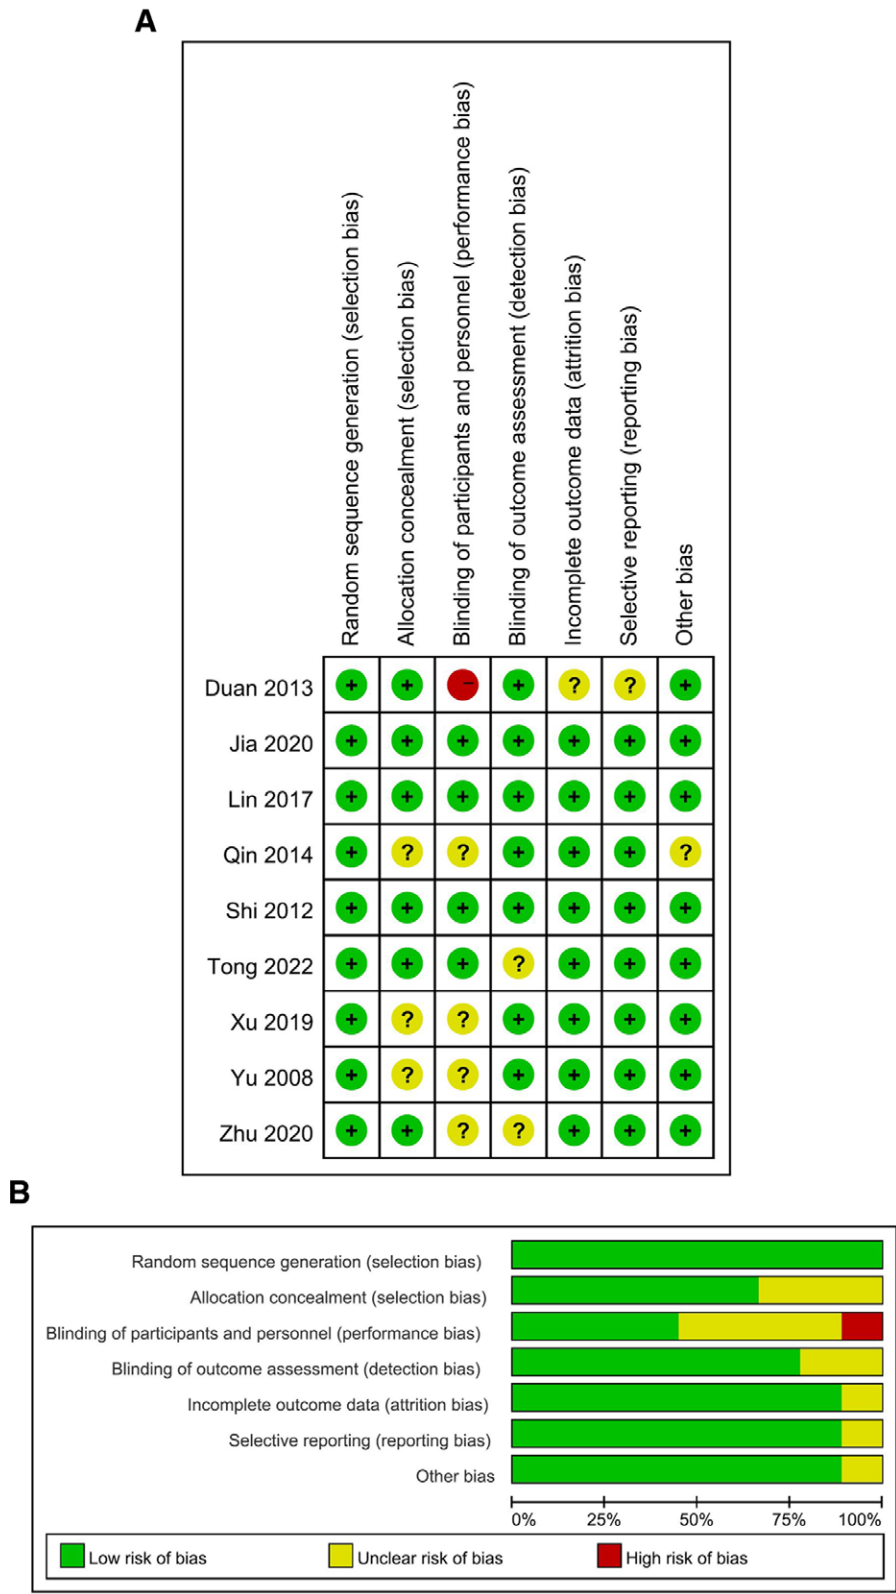 A
Random sequence generation (selection bias)
Allocation concealment (selection bias)
Blinding of participants and personnel (performance bias)
Blinding of outcome assessment (detection bias)
Incomplete outcome data (attrition bias)
Selective reporting (reporting bias)
Other bias
Duan 2013 + + - + ? ? +
Jia 2020 + + + + + + +
Lin 2017 + + + + + + +
Qin 2014 + ? ? + + + ?
Shi 2012 + + + + + + +
Tong 2022 + + + ? + + +
Xu 2019 + ? ? + + + +
Yu 2008 + ? ? + + + +
Zhu 2020 + + ? ? + + +
B
Random sequence generation (selection bias)
Allocation concealment (selection bias)
Blinding of participants and personnel (performance bias)
Blinding of outcome assessment (detection bias)
Incomplete outcome data (attrition bias)
Selective reporting (reporting bias)
Other bias
0% 25% 50% 75% 100%
Low risk of bias Unclear risk of bias High risk of bias